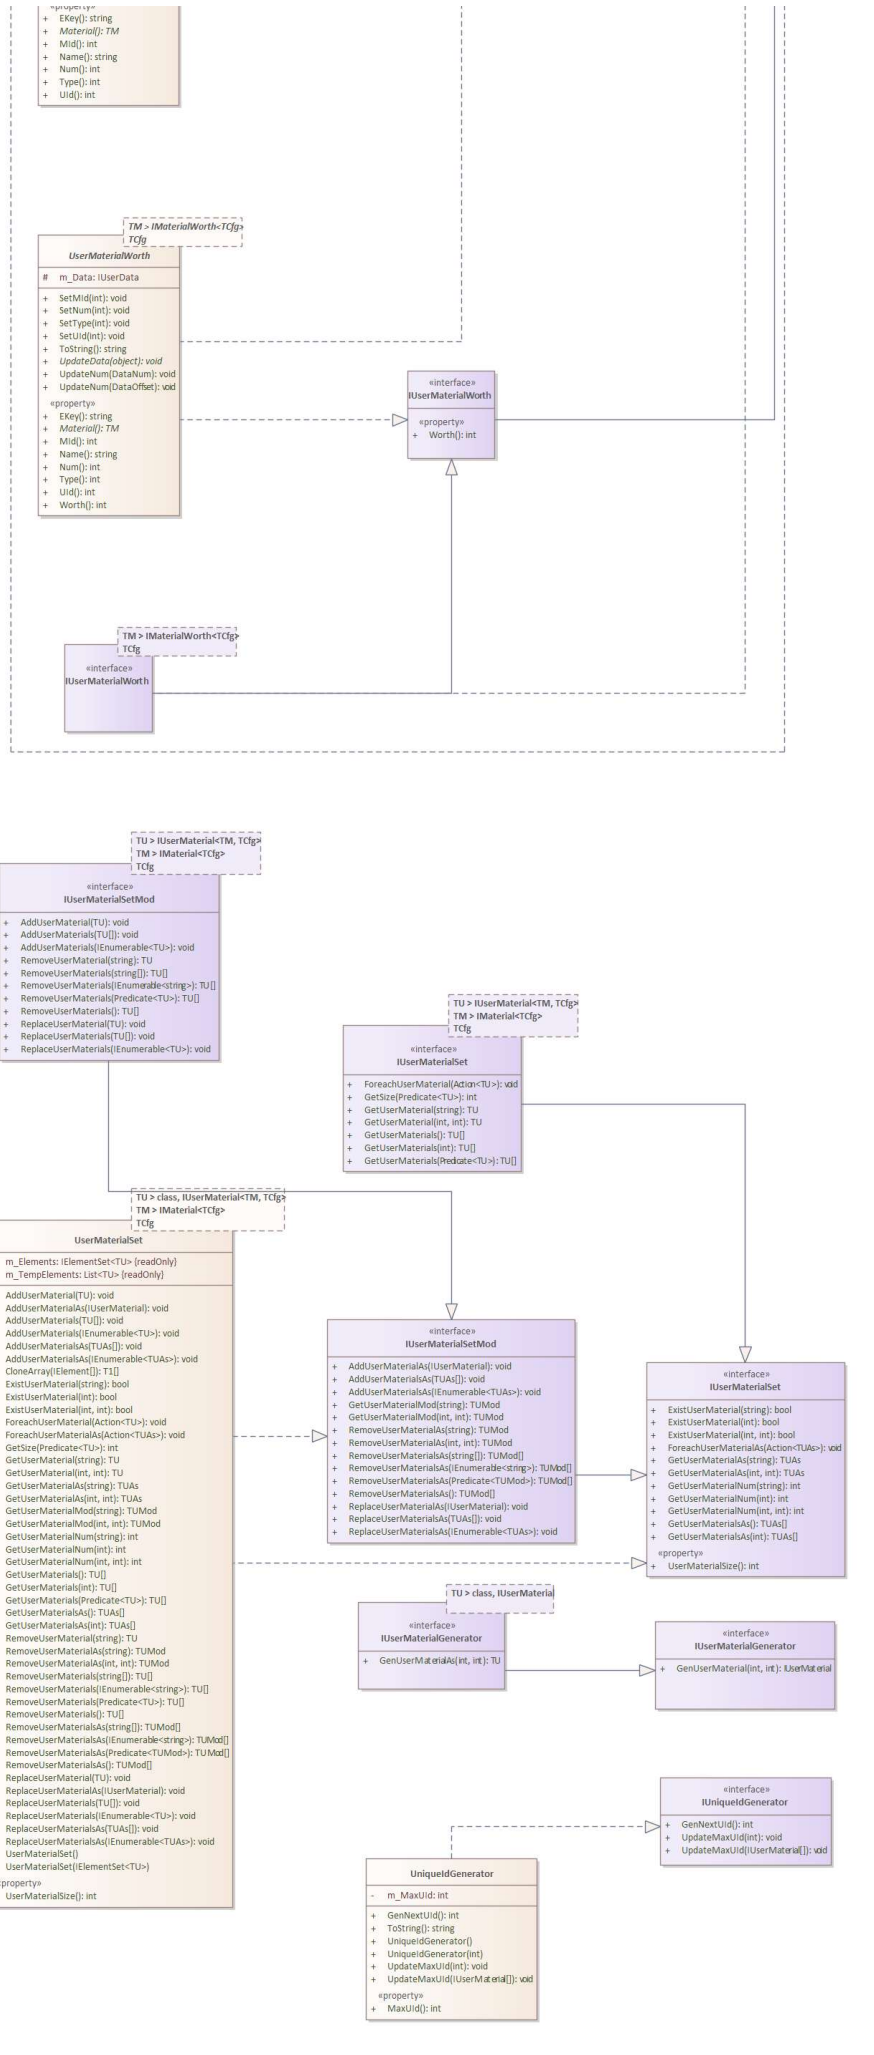 «property»
+ EKey(): string
+ Material(): TM
+ MId(): int
+ Name(): string
+ Num(): int
+ Type(): int
+ UId(): int
TM > IMaterialWorth<TCfg>
TCfg
UserMaterialWorth
# m_Data: IUserData
+ SetMId(int): void
+ SetNum(int): void
+ SetType(int): void
+ SetUId(int): void
+ ToString(): string
+ UpdateData(object): void
+ UpdateNum(DataNum): void
+ UpdateNum(DataOffset): void
«property»
+ EKey(): string
+ Material(): TM
+ MId(): int
+ Name(): string
+ Num(): int
+ Type(): int
+ UId(): int
+ Worth(): int
«interface»
IUserMaterialWorth
«property»
+ Worth(): int
TM > IMaterialWorth<TCfg>
TCfg
«interface»
IUserMaterialWorth
TU > IUserMaterial<TM, TCfg>
TM > IMaterial<TCfg>
TCfg
«interface»
IUserMaterialSetMod
+ AddUserMaterial(TU): void
+ AddUserMaterials(TU[]): void
+ AddUserMaterials(IEnumerable<TU>): void
+ RemoveUserMaterial(string): TU
+ RemoveUserMaterials(string[]): TU[]
+ RemoveUserMaterials(IEnumerable<string>): TU[]
+ RemoveUserMaterials(Predicate<TU>): TU[]
+ RemoveUserMaterials(): TU[]
+ ReplaceUserMaterial(TU): void
+ ReplaceUserMaterials(TU[]): void
+ ReplaceUserMaterials(IEnumerable<TU>): void
TU > IUserMaterial<TM, TCfg>
TM > IMaterial<TCfg>
TCfg
«interface»
IUserMaterialSet
+ ForeachUserMaterial(Action<TU>): void
+ GetSize(Predicate<TU>): int
+ GetUserMaterial(string): TU
+ GetUserMaterial(int, int): TU
+ GetUserMaterials(): TU[]
+ GetUserMaterials(int): TU[]
+ GetUserMaterials(Predicate<TU>): TU[]
TU > class, IUserMaterial<TM, TCfg>
TM > IMaterial<TCfg>
TCfg
UserMaterialSet
m_Elements: IElementSet<TU> {readOnly}
m_TempElements: List<TU> {readOnly}
AddUserMaterial(TU): void
AddUserMaterialAs(IUserMaterial): void
AddUserMaterials(TU[]): void
AddUserMaterials(IEnumerable<TU>): void
AddUserMaterialsAs(TUAs[]): void
AddUserMaterialsAs(IEnumerable<TUAs>): void
CloneArray(IElement[]): T1[]
ExistUserMaterial(string): bool
ExistUserMaterial(int): bool
ExistUserMaterial(int, int): bool
ForeachUserMaterial(Action<TU>): void
ForeachUserMaterialAs(Action<TUAs>): void
GetSize(Predicate<TU>): int
GetUserMaterial(string): TU
GetUserMaterial(int, int): TU
GetUserMaterialAs(string): TUAs
GetUserMaterialAs(int, int): TUAs
GetUserMaterialMod(string): TUMod
GetUserMaterialMod(int, int): TUMod
GetUserMaterialNum(string): int
GetUserMaterialNum(int): int
GetUserMaterialNum(int, int): int
GetUserMaterials(): TU[]
GetUserMaterials(int): TU[]
GetUserMaterials(Predicate<TU>): TU[]
GetUserMaterialsAs(): TUAs[]
GetUserMaterialsAs(int): TUAs[]
RemoveUserMaterial(string): TU
RemoveUserMaterialAs(string): TUMod
RemoveUserMaterialAs(int, int): TUMod
RemoveUserMaterials(string[]): TU[]
RemoveUserMaterials(IEnumerable<string>): TU[]
RemoveUserMaterials(Predicate<TU>): TU[]
RemoveUserMaterials(): TU[]
RemoveUserMaterialsAs(string[]): TUMod[]
RemoveUserMaterialsAs(IEnumerable<string>): TUMod[]
RemoveUserMaterialsAs(Predicate<TUMod>): TUMod[]
RemoveUserMaterialsAs(): TUMod[]
ReplaceUserMaterial(TU): void
ReplaceUserMaterialAs(IUserMaterial): void
ReplaceUserMaterials(TU[]): void
ReplaceUserMaterials(IEnumerable<TU>): void
ReplaceUserMaterialsAs(TUAs[]): void
ReplaceUserMaterialsAs(IEnumerable<TUAs>): void
UserMaterialSet()
UserMaterialSet(IElementSet<TU>)
property»
UserMaterialSize(): int
«interface»
IUserMaterialSetMod
+ AddUserMaterialAs(IUserMaterial): void
+ AddUserMaterialsAs(TUAs[]): void
+ AddUserMaterialsAs(IEnumerable<TUAs>): void
+ GetUserMaterialMod(string): TUMod
+ GetUserMaterialMod(int, int): TUMod
+ RemoveUserMaterialAs(string): TUMod
+ RemoveUserMaterialAs(int, int): TUMod
+ RemoveUserMaterialsAs(string[]): TUMod[]
+ RemoveUserMaterialsAs(IEnumerable<string>): TUMod[]
+ RemoveUserMaterialsAs(Predicate<TUMod>): TUMod[]
+ RemoveUserMaterialsAs(): TUMod[]
+ ReplaceUserMaterialAs(IUserMaterial): void
+ ReplaceUserMaterialsAs(TUAs[]): void
+ ReplaceUserMaterialsAs(IEnumerable<TUAs>): void
«interface»
IUserMaterialSet
+ ExistUserMaterial(string): bool
+ ExistUserMaterial(int): bool
+ ExistUserMaterial(int, int): bool
+ ForeachUserMaterialAs(Action<TUAs>): void
+ GetUserMaterialAs(string): TUAs
+ GetUserMaterialAs(int, int): TUAs
+ GetUserMaterialNum(string): int
+ GetUserMaterialNum(int): int
+ GetUserMaterialNum(int, int): int
+ GetUserMaterialsAs(): TUAs[]
+ GetUserMaterialsAs(int): TUAs[]
«property»
+ UserMaterialSize(): int
TU > class, IUserMaterial
«interface»
IUserMaterialGenerator
+ GenUserMaterialAs(int, int): TU
«interface»
IUserMaterialGenerator
+ GenUserMaterial(int, int): IUserMaterial
«interface»
IUniqueIdGenerator
+ GenNextUId(): int
+ UpdateMaxUId(int): void
+ UpdateMaxUId(IUserMaterial[]): void
UniqueIdGenerator
- m_MaxUId: int
+ GenNextUId(): int
+ ToString(): string
+ UniqueIdGenerator()
+ UniqueIdGenerator(int)
+ UpdateMaxUId(int): void
+ UpdateMaxUId(IUserMaterial[]): void
«property»
+ MaxUId(): int